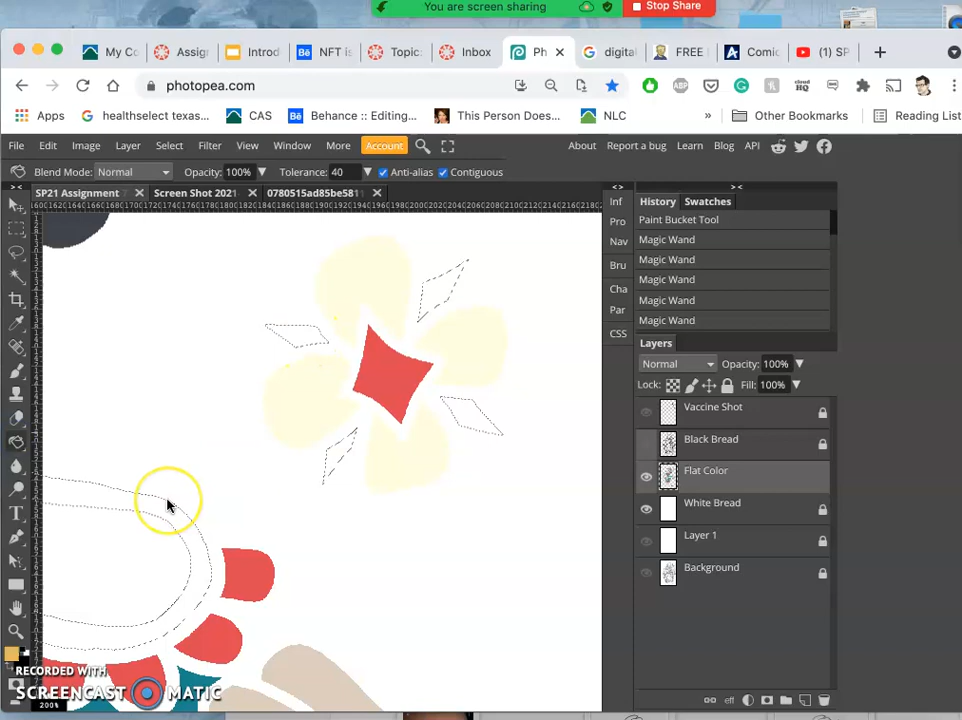 You are screen sharing
Stop Share
My Co
Assign
Introd
NFT is
Topic:
Inbox
Ph
digital
FREE
Comic
(1) SP
photopea.com
Apps
healthselect texas...
CAS
Behance :: Editing...
This Person Does...
NLC
»
Other Bookmarks
Reading List
File
Edit
Image
Layer
Select
Filter
View
Window
More
Account
About
Report a bug
Learn
Blog
API
Blend Mode: Normal
Opacity: 100%
Tolerance: 40
Anti-alias
Contiguous
SP21 Assignment
Screen Shot 2021
0780515ad85be5811
Inf
Pro
Nav
Bru
Cha
Par
CSS
History
Swatches
Paint Bucket Tool
Magic Wand
Magic Wand
Magic Wand
Magic Wand
Magic Wand
Layers
Normal
Opacity: 100%
Lock:
Fill: 100%
Vaccine Shot
Black Bread
Flat Color
White Bread
Layer 1
Background
eff
RECORDED WITH
SCREENCAST MATIC
200%